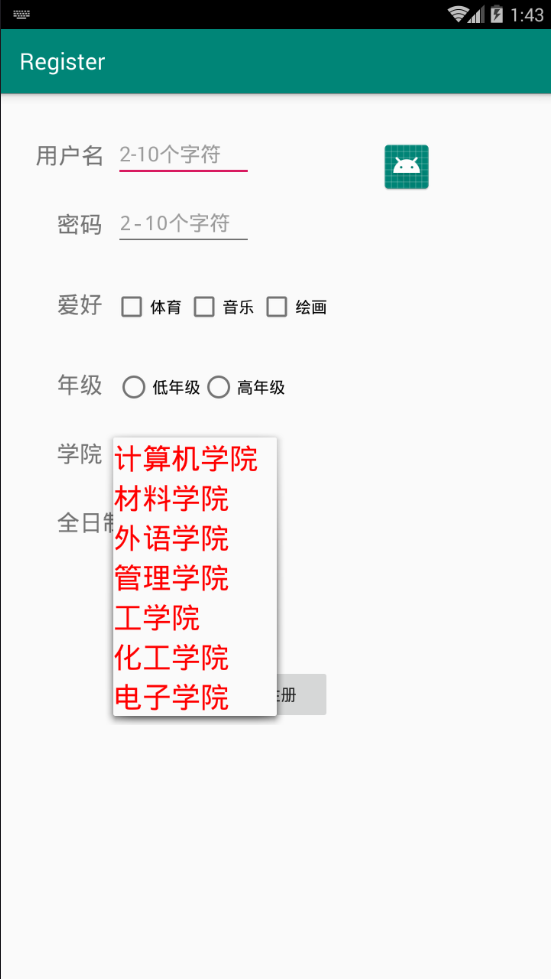 1:43
Register
用户名 2-10个字符
密码 2-10个字符
爱好 体育 音乐 绘画
年级 低年级 高年级
学院
计算机学院
材料学院
全日制
外语学院
管理学院
工学院
化工学院
电子学院
册